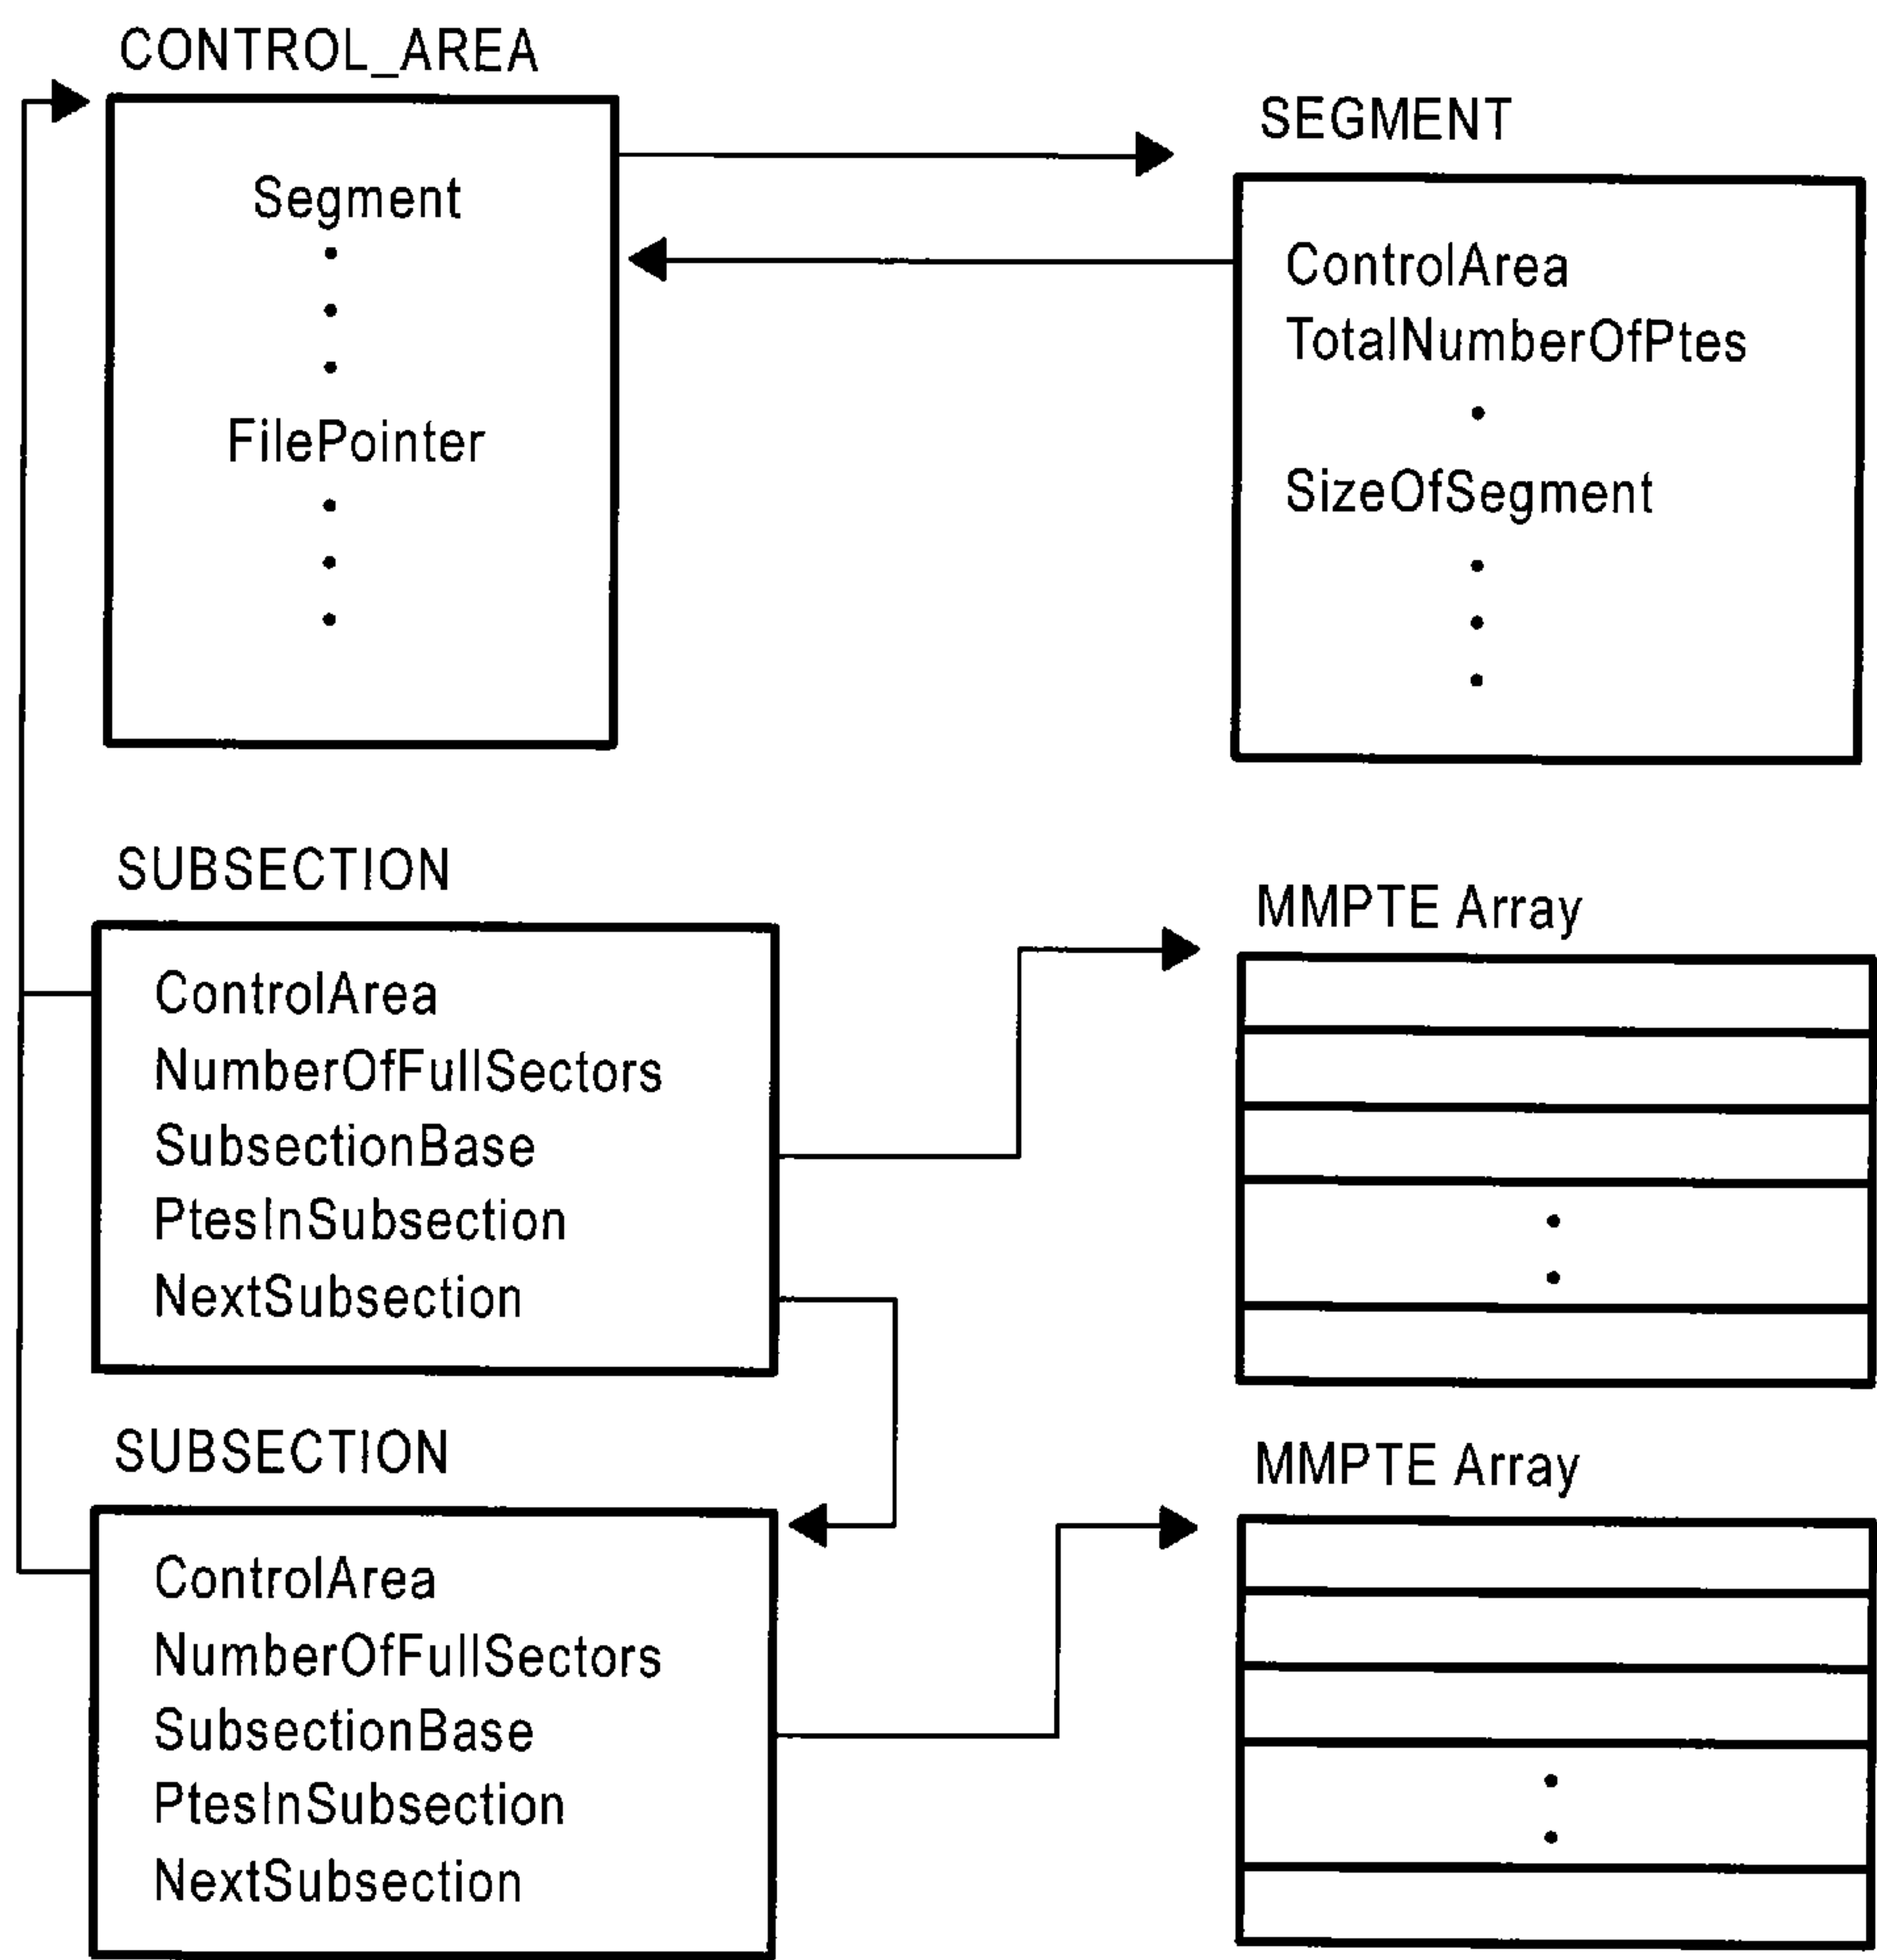 CONTROL_AREA
Segment
FilePointer
SEGMENT
ControlArea
TotalNumberOfPtes
SizeOfSegment
SUBSECTION
ControlArea
NumberOfFullSectors
SubsectionBase
PtesInSubsection
NextSubsection
MMPTE Array
SUBSECTION
ControlArea
NumberOfFullSectors
SubsectionBase
PtesInSubsection
NextSubsection
MMPTE Array